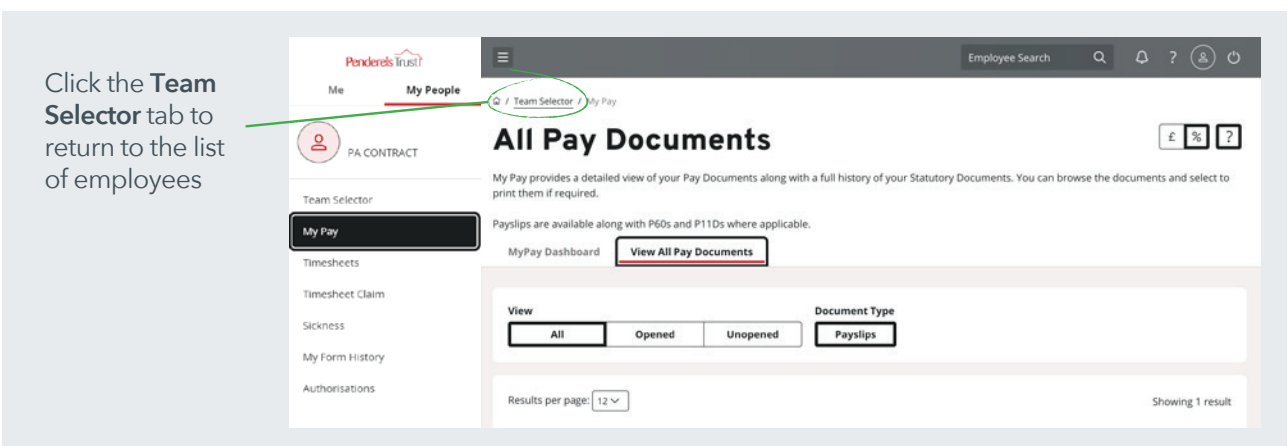 Click the Team
Selector tab to
return to the list
of employees
Penderels Trust
Me My People
PA CONTRACT
Team Selector
My Pay
Timesheets
Timesheet Claim
Sickness
My Form History
Authorisations
Employee Search ?
/ Team Selector / My Pay
All Pay Documents
£ % ?
My Pay provides a detailed view of your Pay Documents along with a full history of your Statutory Documents. You can browse the documents and select to
print them if required.
Payslips are available along with P60s and P11Ds where applicable.
MyPay Dashboard View All Pay Documents
View Document Type
All Opened Unopened Payslips
Results per page: 12 Showing 1 result